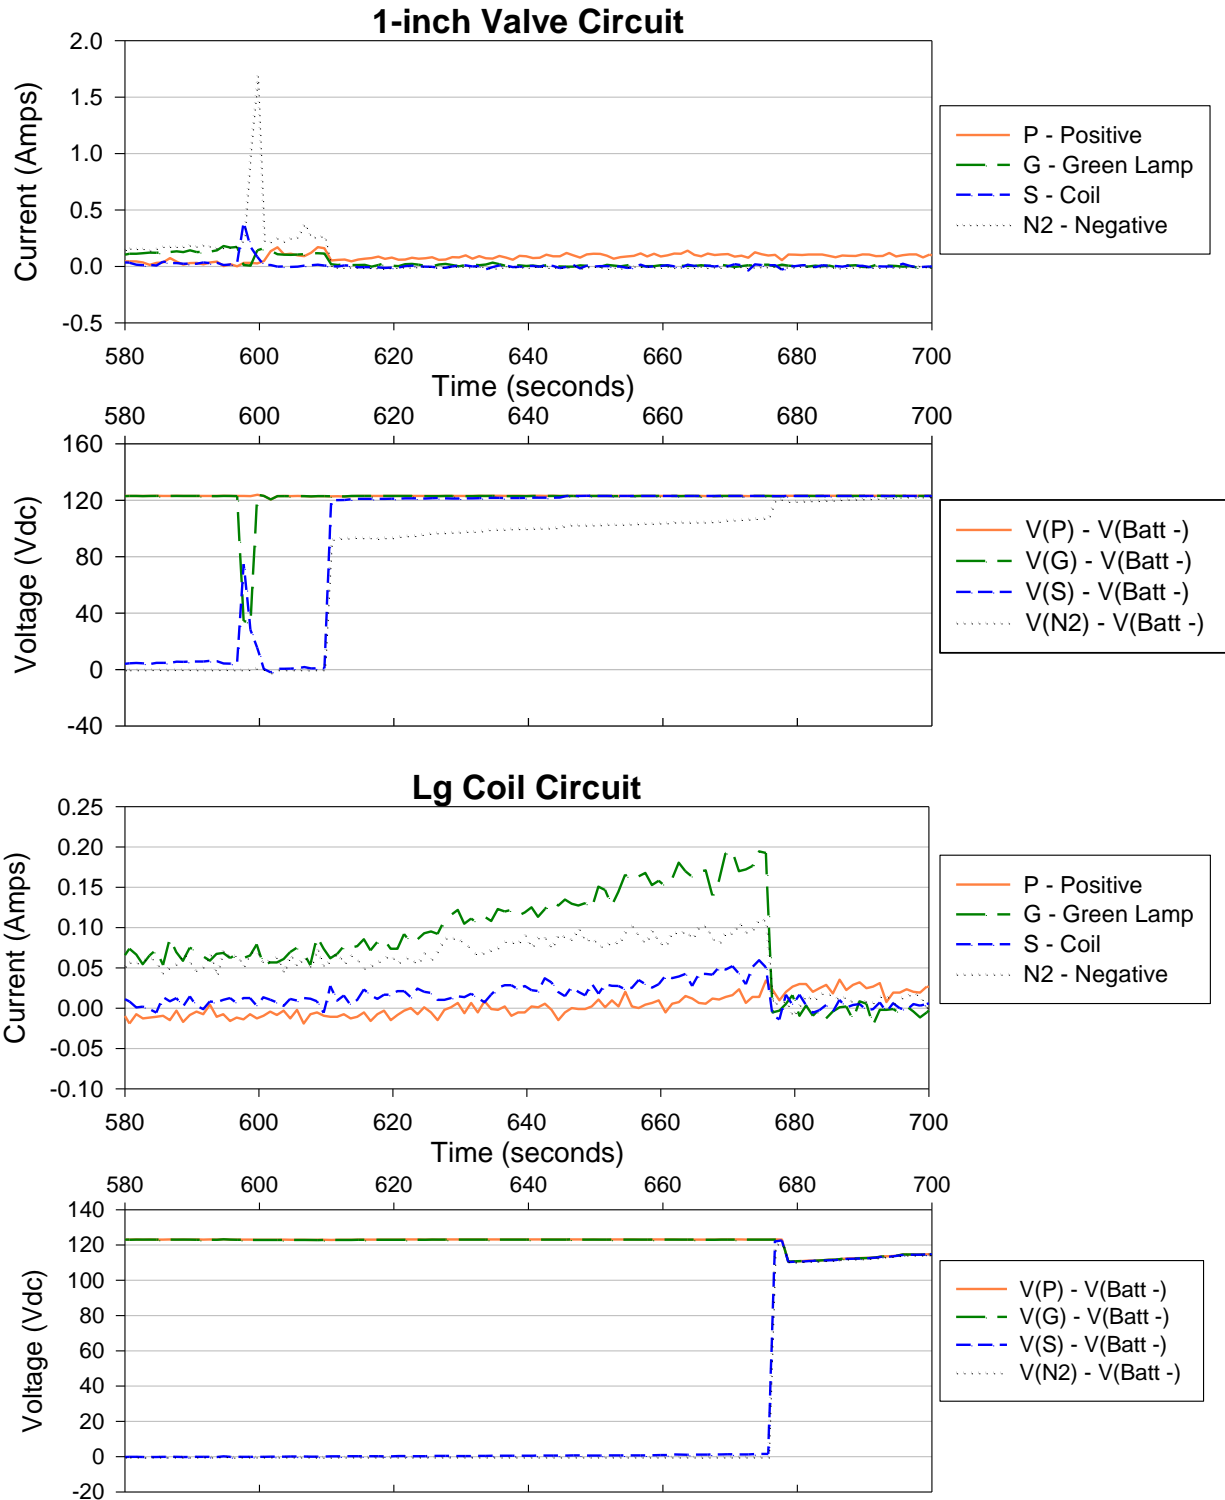 1-inch Valve Circuit
2.0
1.5
1.0
0.5
0.0
-0.5
Current (Amps)
580 600 620 640 660 680 700
Time (seconds)
P - Positive
G - Green Lamp
S - Coil
N2 - Negative
580 600 620 640 660 680 700
160
120
80
40
0
-40
Voltage (Vdc)
V(P) - V(Batt -)
V(G) - V(Batt -)
V(S) - V(Batt -)
V(N2) - V(Batt -)
Lg Coil Circuit
0.25
0.20
0.15
0.10
0.05
0.00
-0.05
-0.10
Current (Amps)
580 600 620 640 660 680 700
Time (seconds)
P - Positive
G - Green Lamp
S - Coil
N2 - Negative
580 600 620 640 660 680 700
140
120
100
80
60
40
20
0
-20
Voltage (Vdc)
V(P) - V(Batt -)
V(G) - V(Batt -)
V(S) - V(Batt -)
V(N2) - V(Batt -)